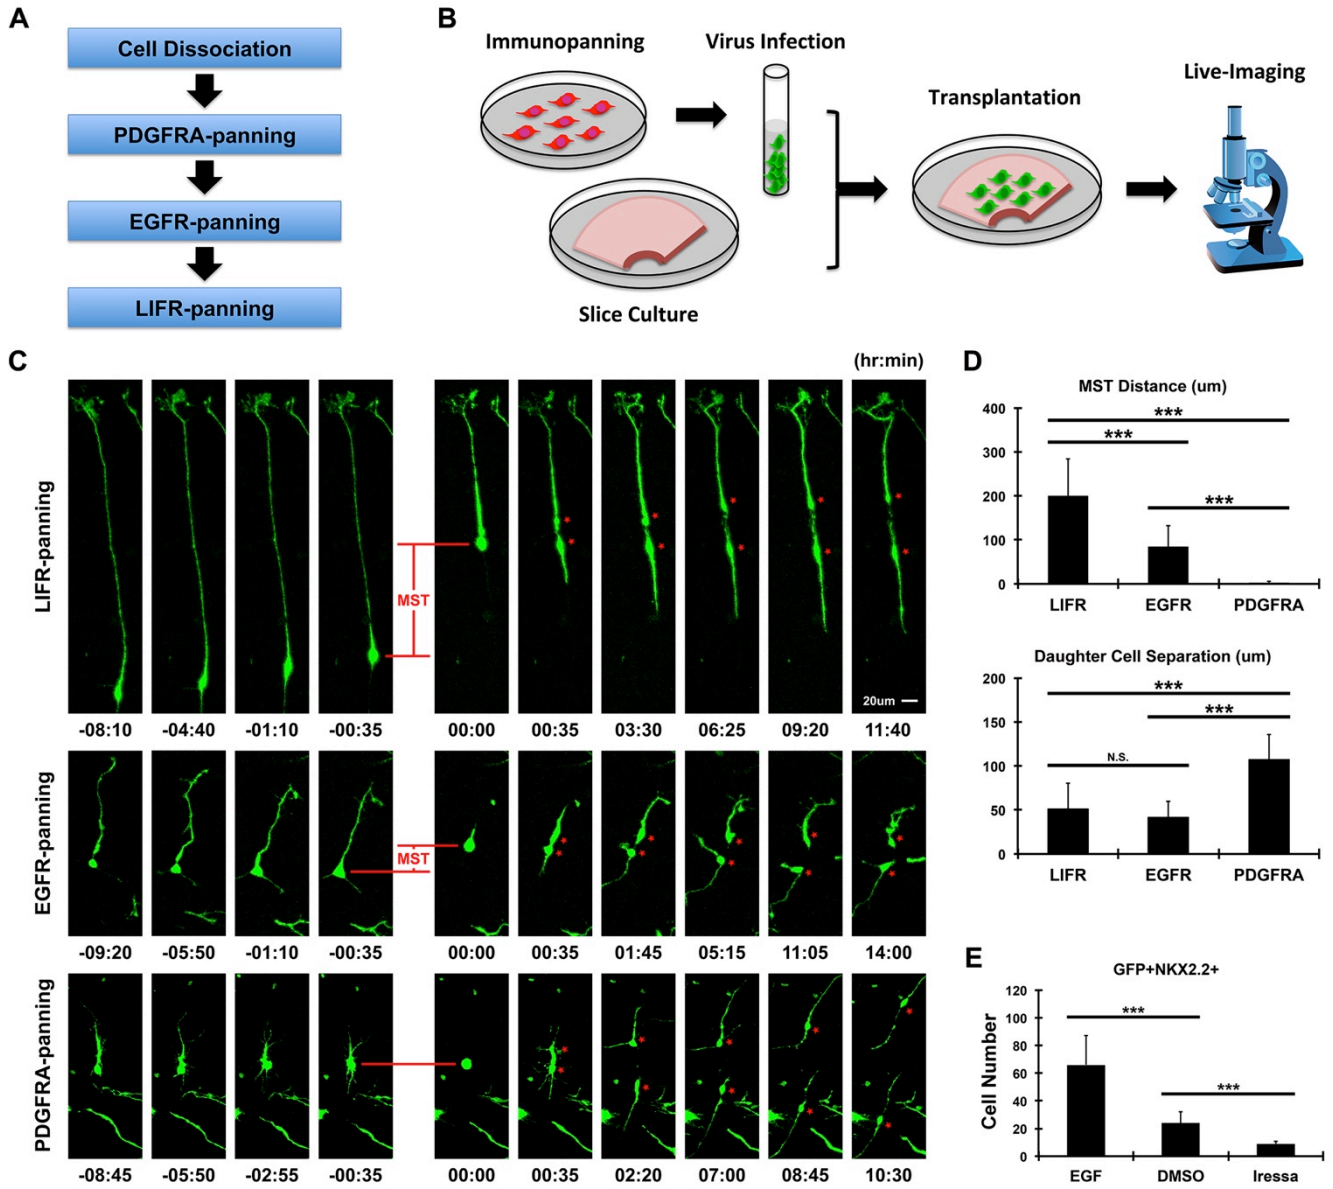 A
Cell Dissociation
PDGFRA-panning
EGFR-panning
LIFR-panning
B
Immunopanning
Virus Infection
Slice Culture
Transplantation
Live-Imaging
C
(hr:min)
LIFR-panning
MST
20um
-08:10 -04:40 -01:10 -00:35 00:00 00:35 03:30 06:25 09:20 11:40
EGFR-panning
MST
-09:20 -05:50 -01:10 -00:35 00:00 00:35 01:45 05:15 11:05 14:00
PDGFRA-panning
-08:45 -05:50 -02:55 -00:35 00:00 00:35 02:20 07:00 08:45 10:30
D
MST Distance (um)
400
300
200
100
0
***
***
***
LIFR EGFR PDGFRA
Daughter Cell Separation (um)
200
150
100
50
0
***
***
N.S.
LIFR EGFR PDGFRA
E
GFP+NKX2.2+
Cell Number
120
100
80
60
40
20
0
***
***
EGF DMSO Iressa